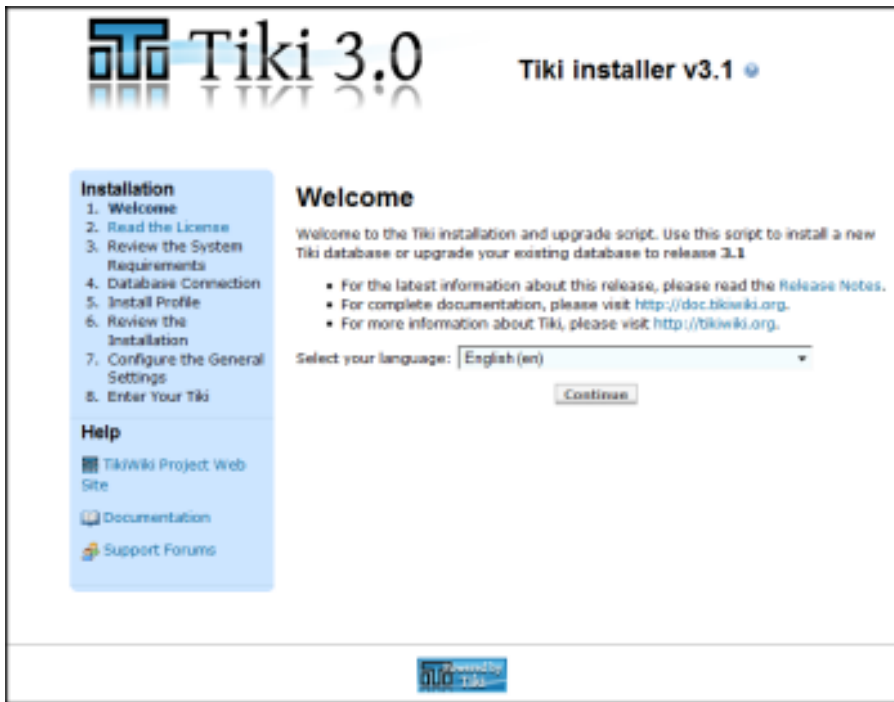 Tiki 3.0
Tiki installer v3.1
Installation
1. Welcome
2. Read the License
3. Review the System
Requirements
4. Database Connection
5. Install Profile
6. Review the
Installation
7. Configure the General
Settings
8. Enter Your Tiki
Help
TikiWiki Project Web
Site
Documentation
Support Forums
Welcome
Welcome to the Tiki installation and upgrade script. Use this script to install a new
Tiki database or upgrade your existing database to release 3.1
• For the latest information about this release, please read the Release Notes.
• For complete documentation, please visit http://doc.tikiwiki.org.
• For more information about Tiki, please visit http://tikiwiki.org.
Select your language: English (en)
Continue
Powered by
Tiki